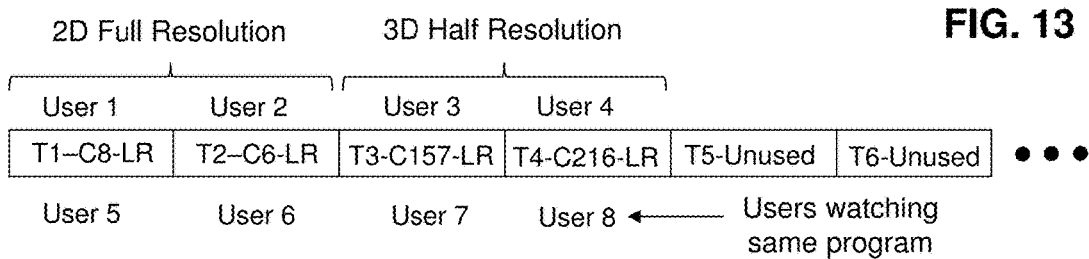 FIG. 13
2D Full Resolution 3D Half Resolution
User 1 User 2 User 3 User 4
T1–C8-LR T2–C6-LR T3-C157-LR T4-C216-LR T5-Unused T6-Unused
User 5 User 6 User 7 User 8 Users watching
same program